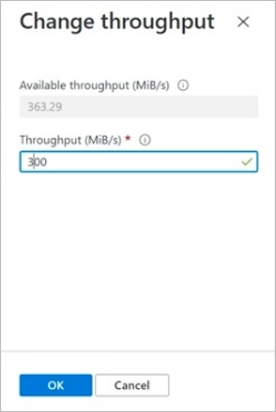 Change throughput
Available throughput (MiB/s)
363.29
Throughput (MiB/s) *
300
OK
Cancel